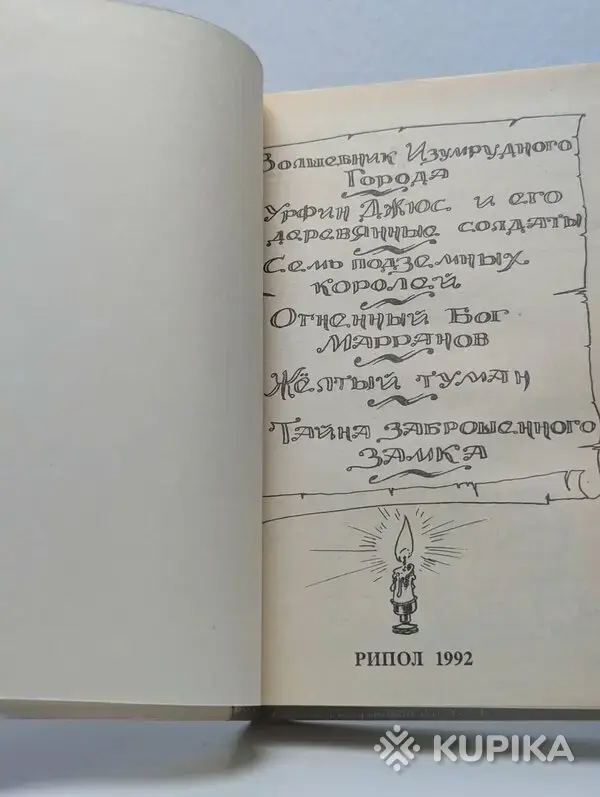 Волшебник Изумрудного
Города
Урфин Джюс и его
деревянные солдаты
Семь подземных
королей
Огненный Бог
Марранов
Жёлтый туман
Тайна заброшенного
замка
РИПОЛ 1992
KUPIKA